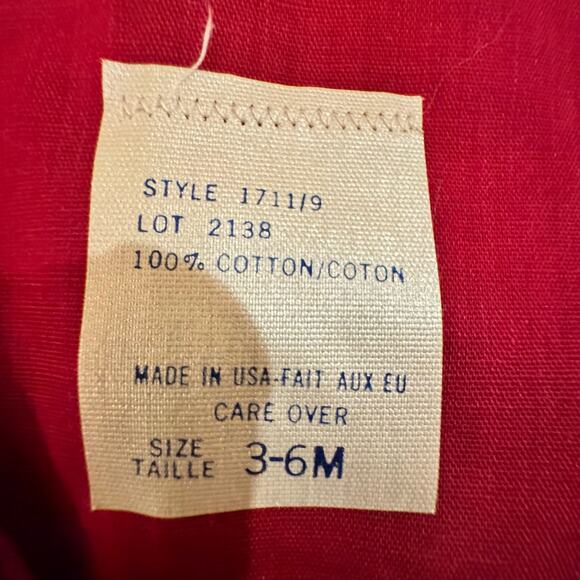 STYLE 1711/9
LOT 2138
100% COTTON/COTON
MADE IN USA-FAIT AUX EU
CARE OVER
SIZE
TAILLE 3-6M